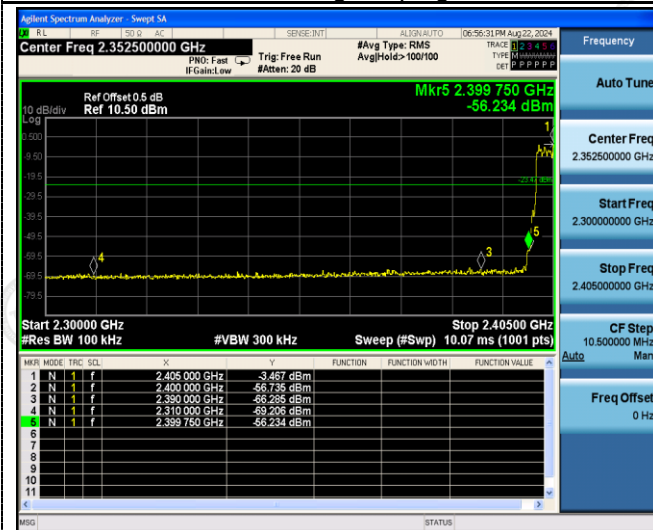 Agilent Spectrum Analyzer - Swept SA
RL RF 50 Ω AC SENSE:INT ALIGNAUTO 06:56:31 PM Aug 22, 2024
Center Freq 2.352500000 GHz
PNO: Fast
IFGain:Low
Trig: Free Run
#Atten: 20 dB
#Avg Type: RMS
Avg|Hold:>100/100
TRACE 1 2 3 4 5 6
TYPE M
DET P P P P P P
Mkr5 2.399 750 GHz
-56.234 dBm
Ref Offset 0.5 dB
Ref 10.50 dBm
10 dB/div
Log
0.500
-9.50
-19.5
-29.5
-39.5
-49.5
-59.5
-69.5
-79.5
1
4
3
5
Start 2.30000 GHz
Stop 2.40500 GHz
#Res BW 100 kHz
#VBW 300 kHz
Sweep (#Swp) 10.07 ms (1001 pts)
MKR MODE TRC SCL X Y FUNCTION FUNCTION WIDTH FUNCTION VALUE
1 N 1 f 2.405 000 GHz -3.467 dBm
2 N 1 f 2.400 000 GHz -56.735 dBm
3 N 1 f 2.390 000 GHz -66.285 dBm
4 N 1 f 2.310 000 GHz -69.206 dBm
5 N 1 f 2.399 750 GHz -56.234 dBm
6
7
8
9
10
11
MSG STATUS
Frequency
Auto Tune
Center Freq
2.352500000 GHz
Start Freq
2.300000000 GHz
Stop Freq
2.405000000 GHz
CF Step
10.500000 MHz
Auto Man
Freq Offset
0 Hz